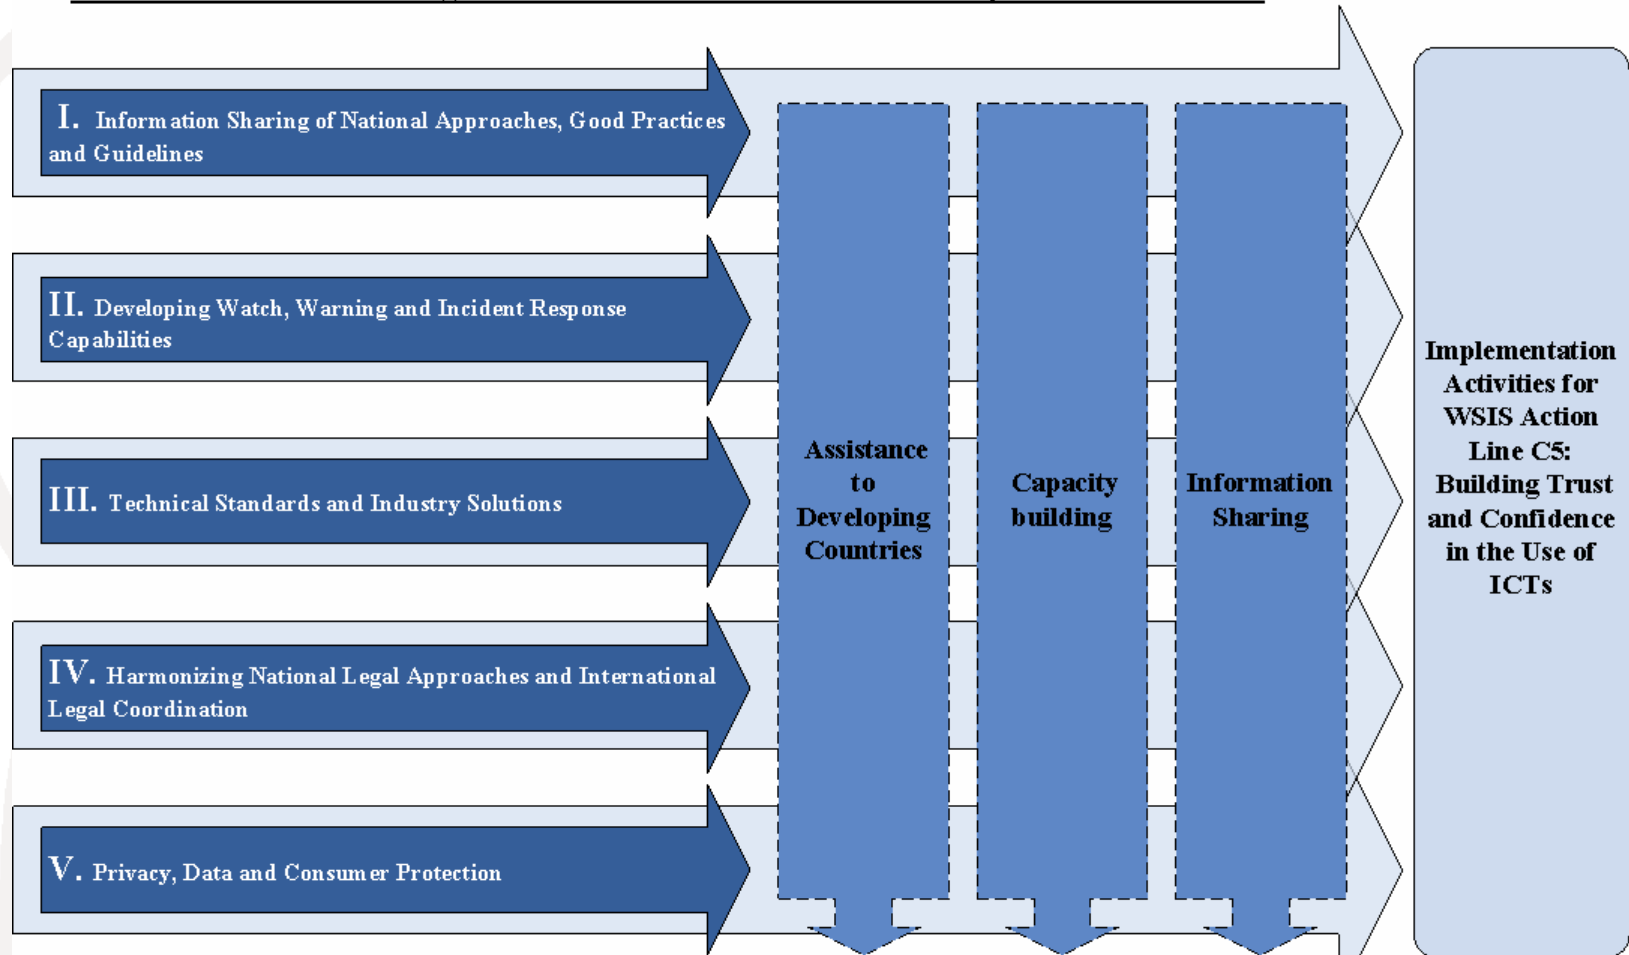 I. Information Sharing of National Approaches, Good Practices
and Guidelines
II. Developing Watch, Warning and Incident Response
Capabilities
III. Technical Standards and Industry Solutions
IV. Harmonizing National Legal Approaches and International
Legal Coordination
V. Privacy, Data and Consumer Protection
Assistance
to
Developing
Countries
Capacity
building
Information
Sharing
Implementation
Activities for
WSIS Action
Line C5:
Building Trust
and Confidence
in the Use of
ICTs